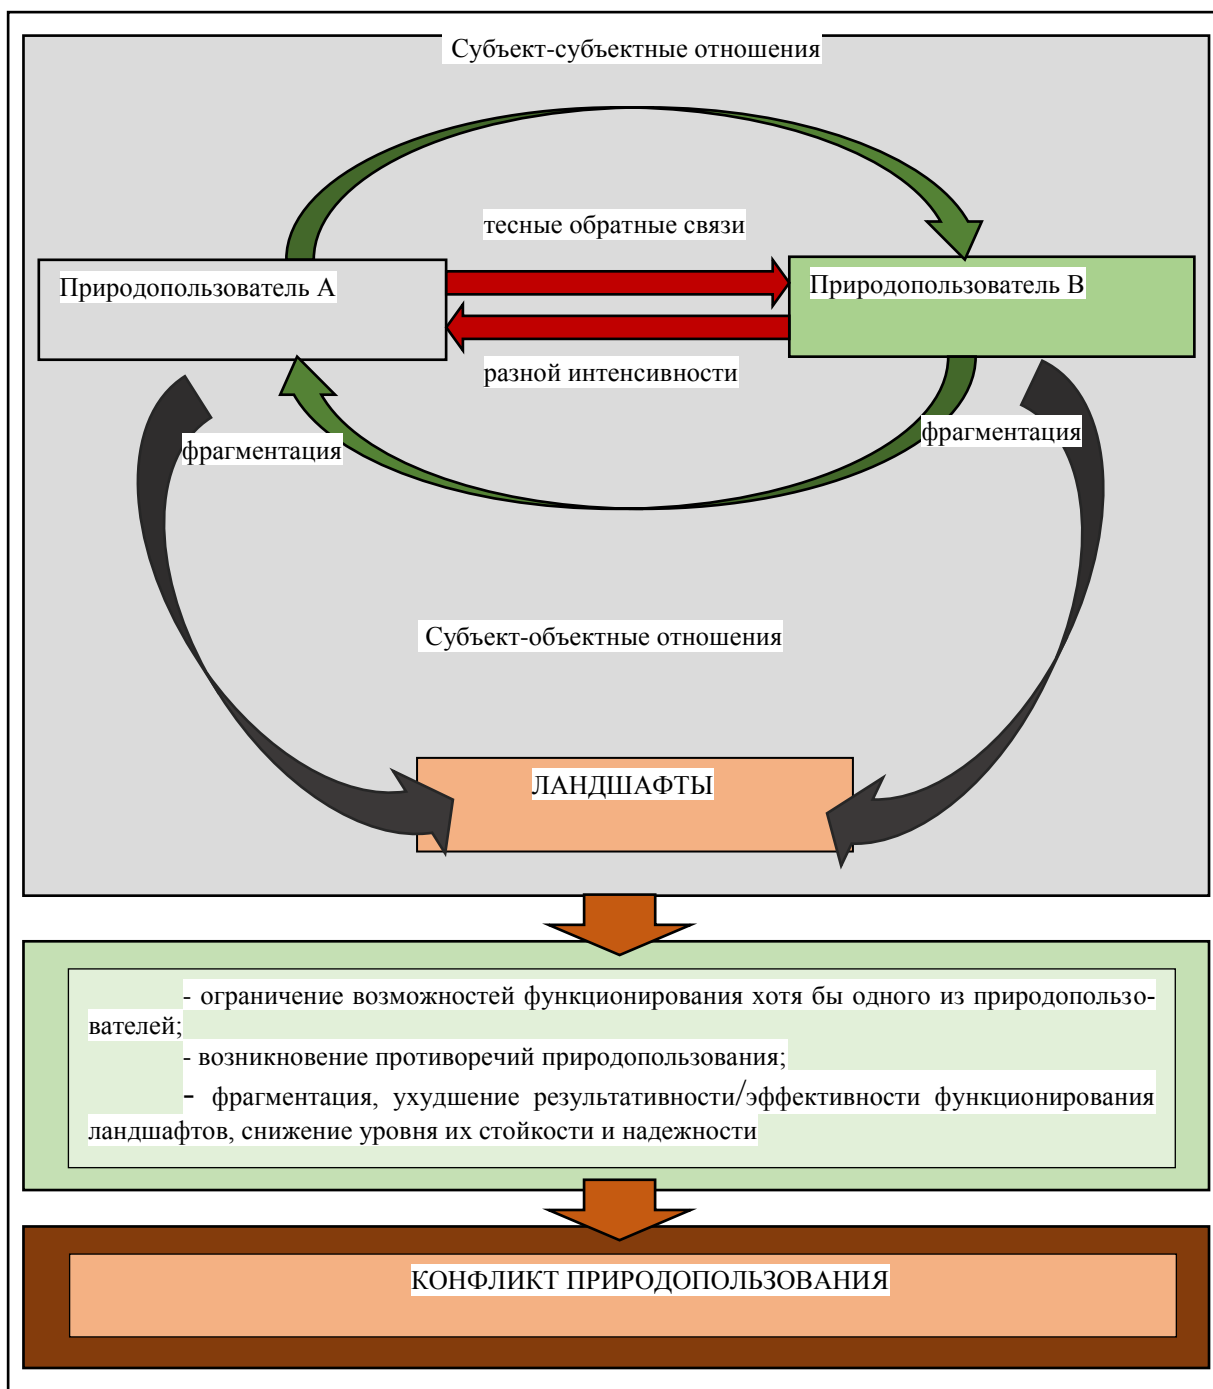 Субъект-субъектные отношения
тесные обратные связи
Природопользователь А
Природопользователь В
разной интенсивности
фрагментация
фрагментация
Субъект-объектные отношения
ЛАНДШАФТЫ
- ограничение возможностей функционирования хотя бы одного из природопользо-
вателей;
- возникновение противоречий природопользования;
- фрагментация, ухудшение результативности/эффективности функционирования
ландшафтов, снижение уровня их стойкости и надежности
КОНФЛИКТ ПРИРОДОПОЛЬЗОВАНИЯ